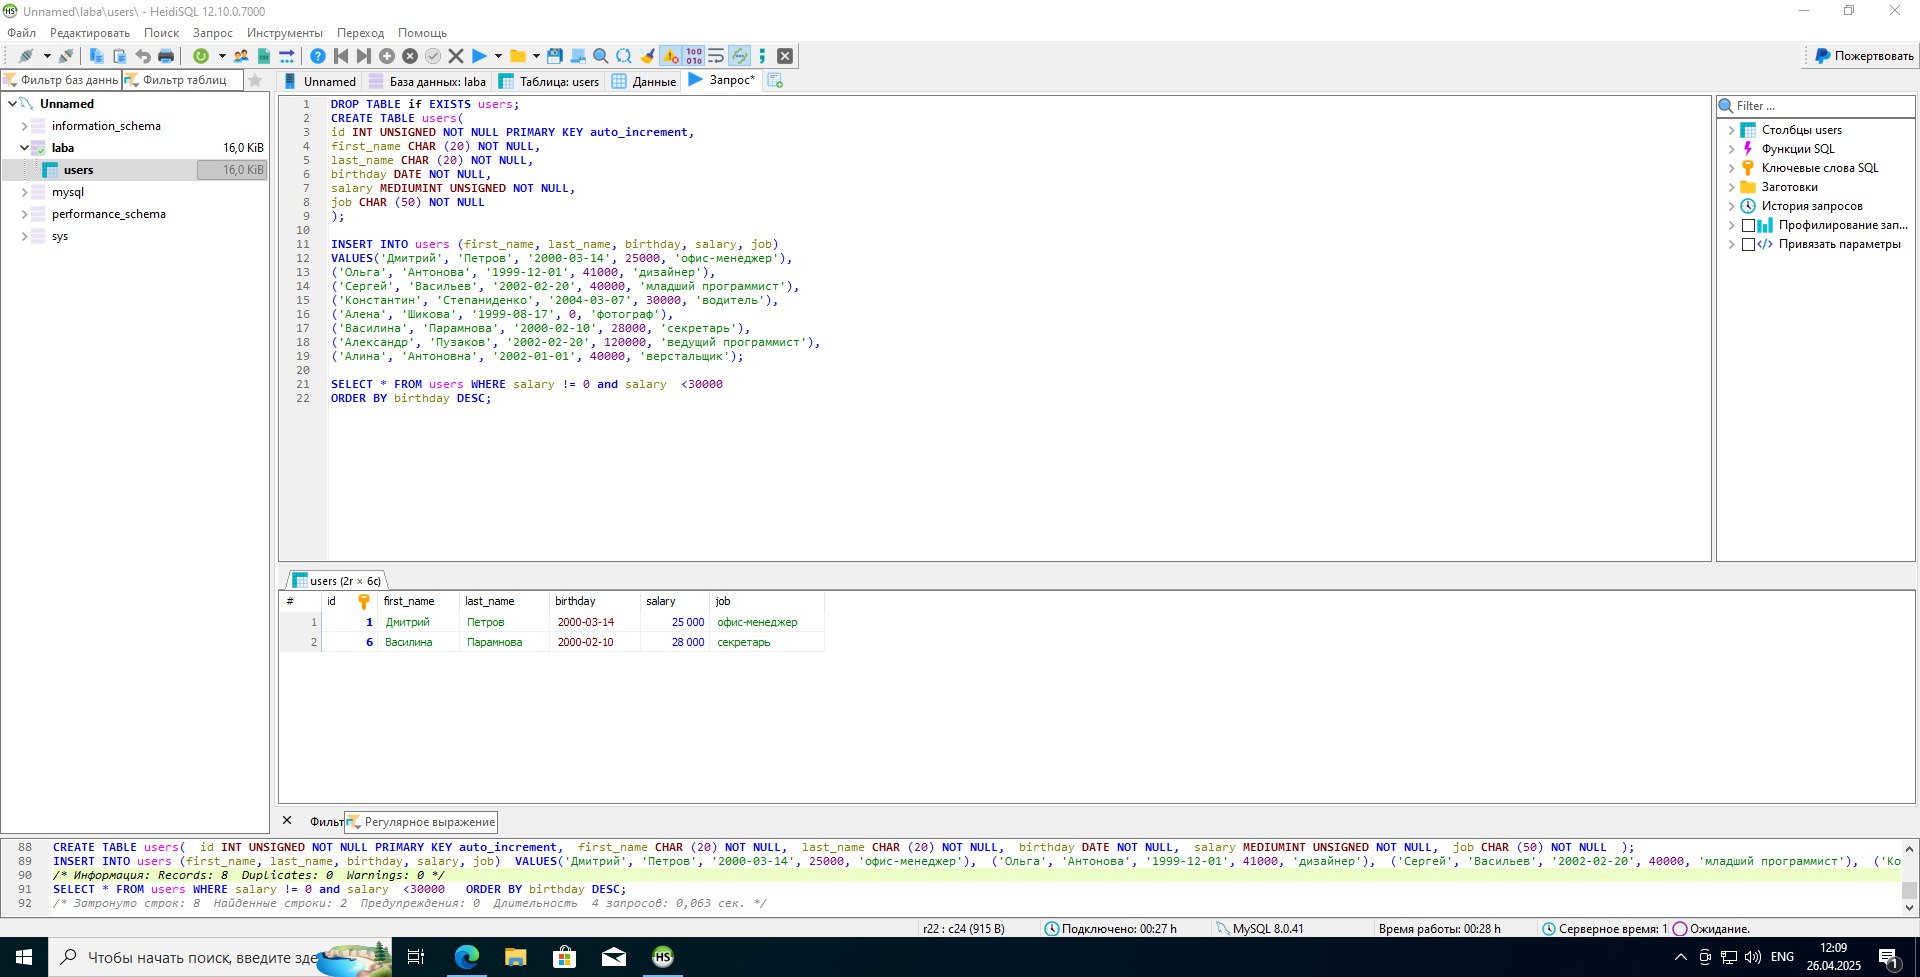 Unnamed\laba\users\ - HeidiSQL 12.10.0.7000
Файл Редактировать Поиск Запрос Инструменты Переход Помощь
Пожертвовать
Фильтр баз даннь Фильтр таблиц
Unnamed База данных: laba Таблица: users Данные Запрос*
Unnamed
information_schema
laba 16,0 KiB
users 16,0 KiB
mysql
performance_schema
sys
1 DROP TABLE if EXISTS users;
2 CREATE TABLE users(
3 id INT UNSIGNED NOT NULL PRIMARY KEY auto_increment,
4 first_name CHAR (20) NOT NULL,
5 last_name CHAR (20) NOT NULL,
6 birthday DATE NOT NULL,
7 salary MEDIUMINT UNSIGNED NOT NULL,
8 job CHAR (50) NOT NULL
9 );
10
11 INSERT INTO users (first_name, last_name, birthday, salary, job)
12 VALUES('Дмитрий', 'Петров', '2000-03-14', 25000, 'офис-менеджер'),
13 ('Ольга', 'Антонова', '1999-12-01', 41000, 'дизайнер'),
14 ('Сергей', 'Васильев', '2002-02-20', 40000, 'младший программист'),
15 ('Константин', 'Степаниденко', '2004-03-07', 30000, 'водитель'),
16 ('Алена', 'Шикова', '1999-08-17', 0, 'фотограф'),
17 ('Василина', 'Парамнова', '2000-02-10', 28000, 'секретарь'),
18 ('Александр', 'Пузаков', '2002-02-20', 120000, 'ведущий программист'),
19 ('Алина', 'Антоновна', '2002-01-01', 40000, 'верстальщик');
20
21 SELECT * FROM users WHERE salary != 0 and salary  <30000
22 ORDER BY birthday DESC;
Filter ...
Столбцы users
Функции SQL
Ключевые слова SQL
Заготовки
История запросов
Профилирование зап...
Привязать параметры
users (2r × 6c)
# id first_name last_name birthday salary job
1 1 Дмитрий Петров 2000-03-14 25 000 офис-менеджер
2 6 Василина Парамнова 2000-02-10 28 000 секретарь
× Фильт Регулярное выражение
88 CREATE TABLE users(  id INT UNSIGNED NOT NULL PRIMARY KEY auto_increment,  first_name CHAR (20) NOT NULL,  last_name CHAR (20) NOT NULL,  birthday DATE NOT NULL,  salary MEDIUMINT UNSIGNED NOT NULL,  job CHAR (50) NOT NULL  );
89 INSERT INTO users (first_name, last_name, birthday, salary, job)  VALUES('Дмитрий', 'Петров', '2000-03-14', 25000, 'офис-менеджер'),  ('Ольга', 'Антонова', '1999-12-01', 41000, 'дизайнер'),  ('Сергей', 'Васильев', '2002-02-20', 40000, 'младший программист'),  ('Ко
90 /* Информация: Records: 8  Duplicates: 0  Warnings: 0 */
91 SELECT * FROM users WHERE salary != 0 and salary  <30000   ORDER BY birthday DESC;
92 /* Затронуто строк: 8  Найденные строки: 2  Предупреждения: 0  Длительность  4 запросов: 0,063 сек. */
r22 : c24 (915 B) Подключено: 00:27 h MySQL 8.0.41 Время работы: 00:28 h Серверное время: 1 Ожидание.
Чтобы начать поиск, введите зде
HS
ENG
12:09
26.04.2025
1